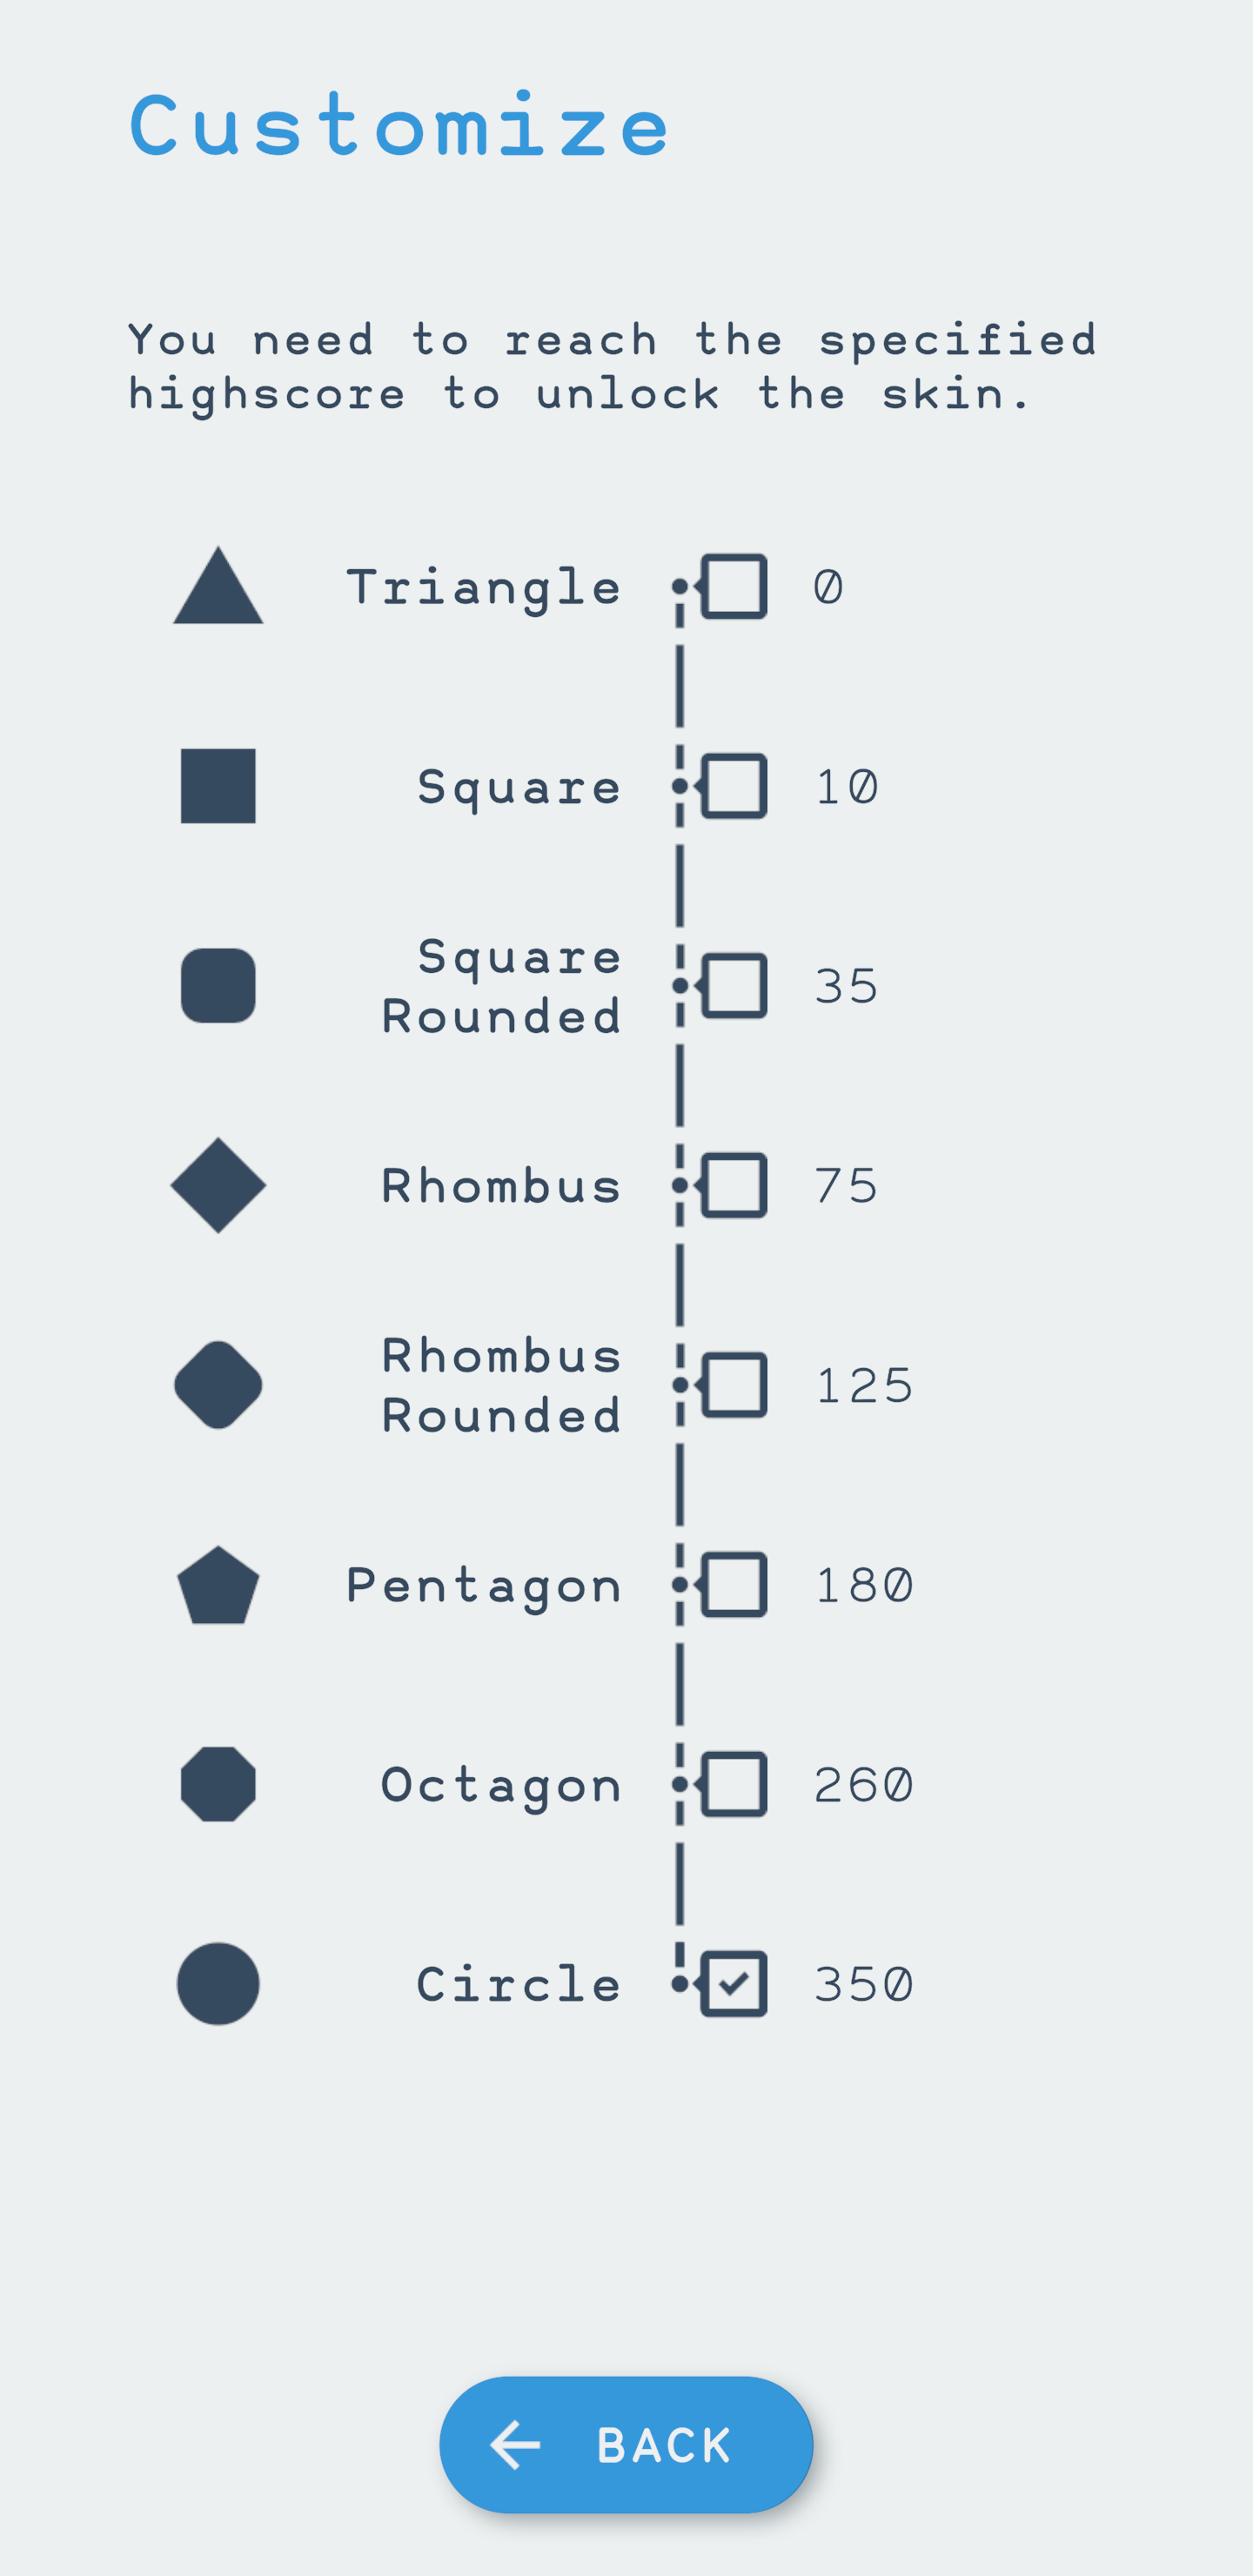 Customize
You need to reach the specified
highscore to unlock the skin.
Triangle 0
Square 10
Square
Rounded 35
Rhombus 75
Rhombus
Rounded 125
Pentagon 180
Octagon 260
Circle 350
BACK